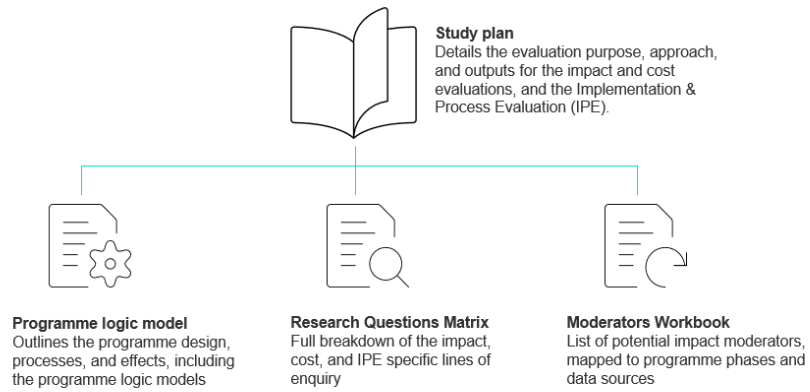 Study plan
Details the evaluation purpose, approach,
and outputs for the impact and cost
evaluations, and the Implementation &
Process Evaluation (IPE).
Programme logic model
Outlines the programme design,
processes, and effects, including
the programme logic models
Research Questions Matrix
Full breakdown of the impact,
cost, and IPE specific lines of
enquiry
Moderators Workbook
List of potential impact moderators,
mapped to programme phases and
data sources